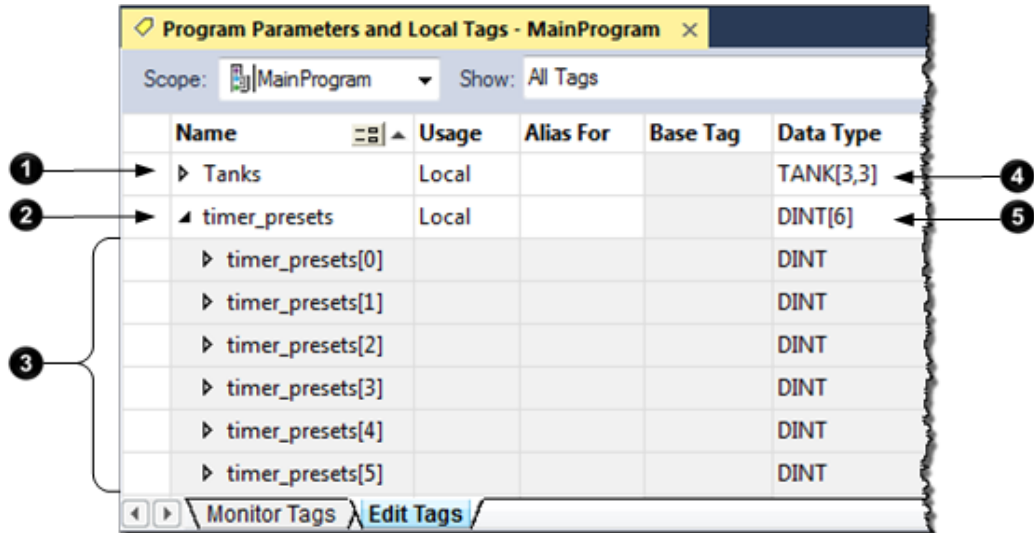 Program Parameters and Local Tags - MainProgram ×
Scope: MainProgram Show: All Tags
Name Usage Alias For Base Tag Data Type
1 Tanks Local TANK[3,3] 4
2 timer_presets Local DINT[6] 5
timer_presets[0] DINT
timer_presets[1] DINT
timer_presets[2] DINT
3 timer_presets[3] DINT
timer_presets[4] DINT
timer_presets[5] DINT
Monitor Tags Edit Tags